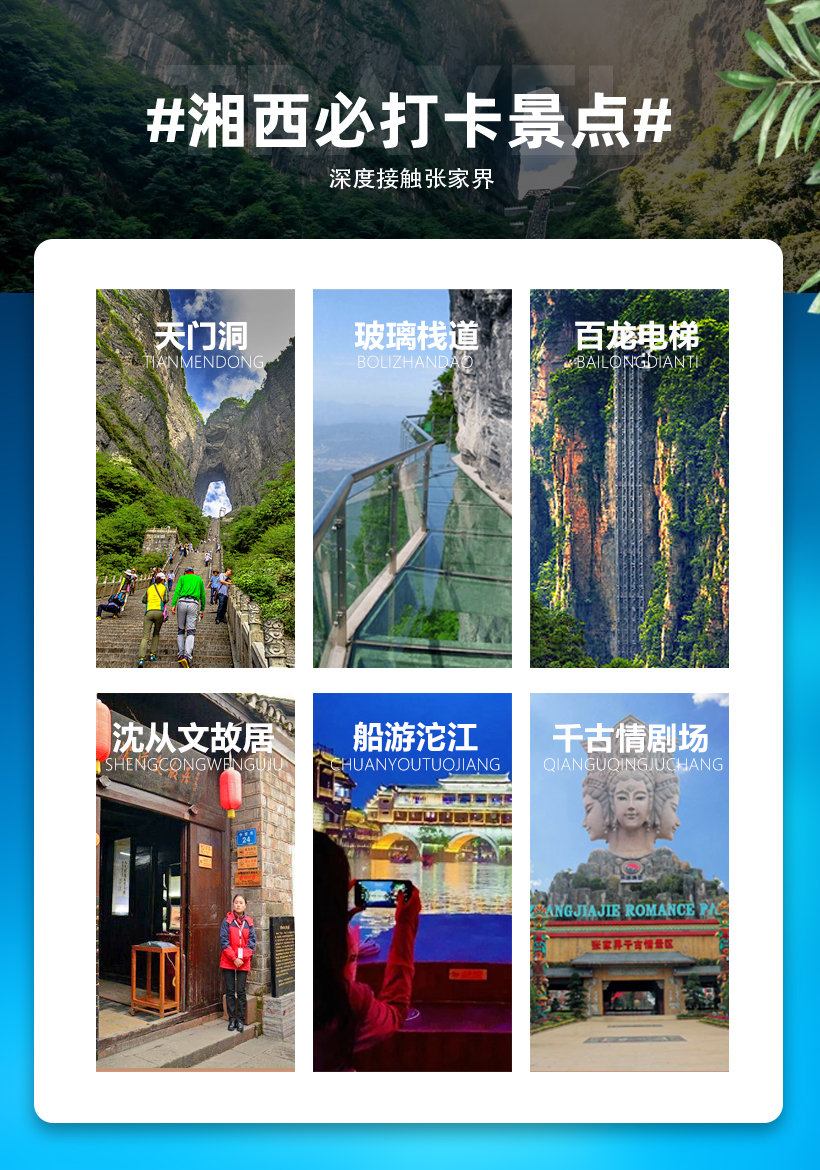 TRAVEL
#湘西必打卡景点#
深度接触张家界
天门洞
TIANMENDONG
玻璃栈道
BOLIZHANDAO
百龙电梯
BAILONGDIANTI
沈从文故居
SHENGCONGWENGUJU
24
船游沱江
CHUANYOUTUOJIANG
千古情剧场
QIANGUQINGJUCHANG
ANGJIAJIE ROMANCE PA
张家界千古情景区